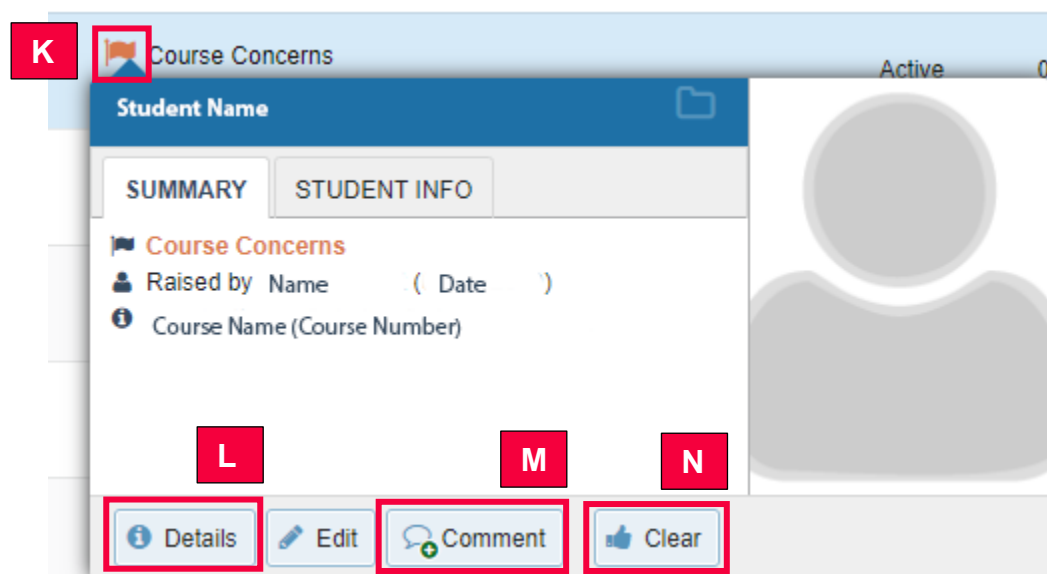 K
Course Concerns
Active 0
Student Name
SUMMARY STUDENT INFO
Course Concerns
Raised by Name ( Date )
Course Name (Course Number)
L M N
Details Edit Comment Clear